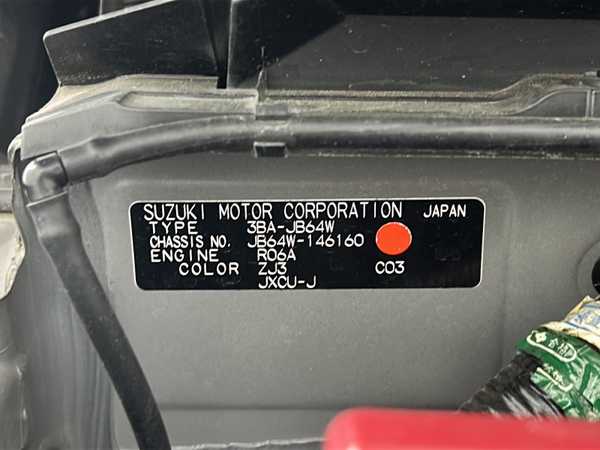 SUZUKI MOTOR CORPORATION JAPAN
TYPE 3BA-JB64W
CHASSIS NO. JB64W-146160
ENGINE R06A
COLOR ZJ3 C03
JXCU-J